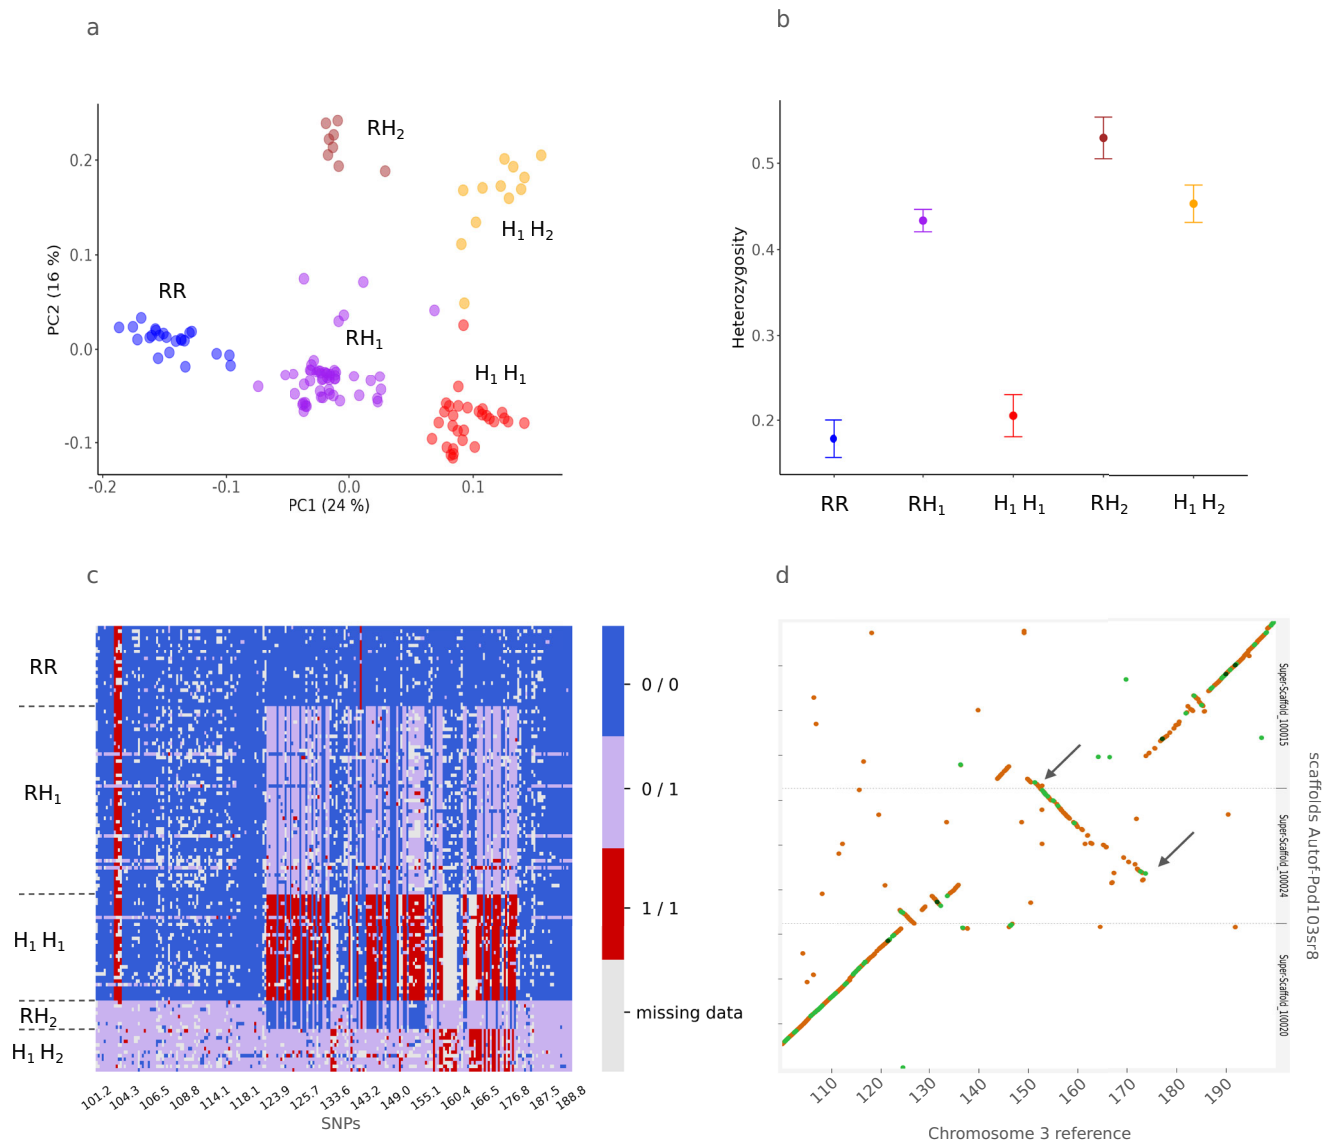 a
RH2
0.2
H1 H2
PC2 (16 %)
0.1
RR
RH1
0.0
H1 H1
-0.1
-0.2
-0.1
0.0
0.1
PC1 (24 %)
b
0.5
0.4
Heterozygosity
0.3
0.2
RR
RH1
H1 H1
RH2
H1 H2
c
RR
RH1
H1 H1
RH2
H1 H2
0 / 0
0 / 1
1 / 1
missing data
101.2
104.3
106.5
108.8
114.1
118.1
123.9
125.7
133.6
143.2
149.0
155.1
160.4
166.5
176.8
187.5
188.8
SNPs
d
Super-Scaffold_100015
Super-Scaffold_100024
Super-Scaffold_100020
scaffolds Autof-Pod103sr8
110
120
130
140
150
160
170
180
190
Chromosome 3 reference